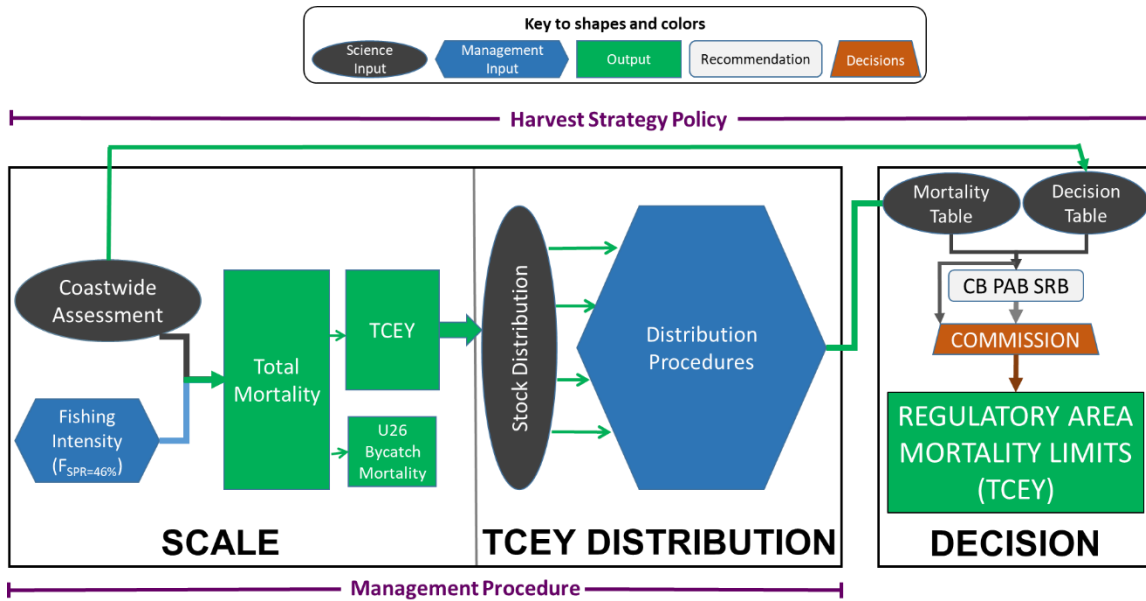 Key to shapes and colors
Science
Input
Management
Input
Output
Recommendation
Decisions
Harvest Strategy Policy
Coastwide
Assessment
Fishing
Intensity
(FSPR=46%)
Total
Mortality
TCEY
U26
Bycatch
Mortality
SCALE
Stock Distribution
Distribution
Procedures
TCEY DISTRIBUTION
Mortality
Table
Decision
Table
CB PAB SRB
COMMISSION
REGULATORY AREA
MORTALITY LIMITS
(TCEY)
DECISION
Management Procedure